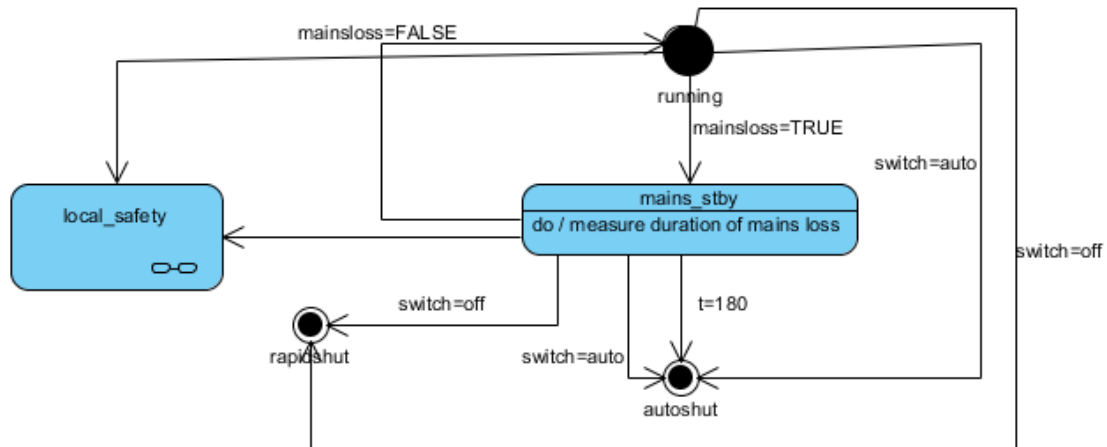 mainsloss=FALSE
running
mainsloss=TRUE
switch=auto
local_safety
mains_stby
do / measure duration of mains loss
switch=off
switch=off
t=180
rapidshut
switch=auto
autoshut